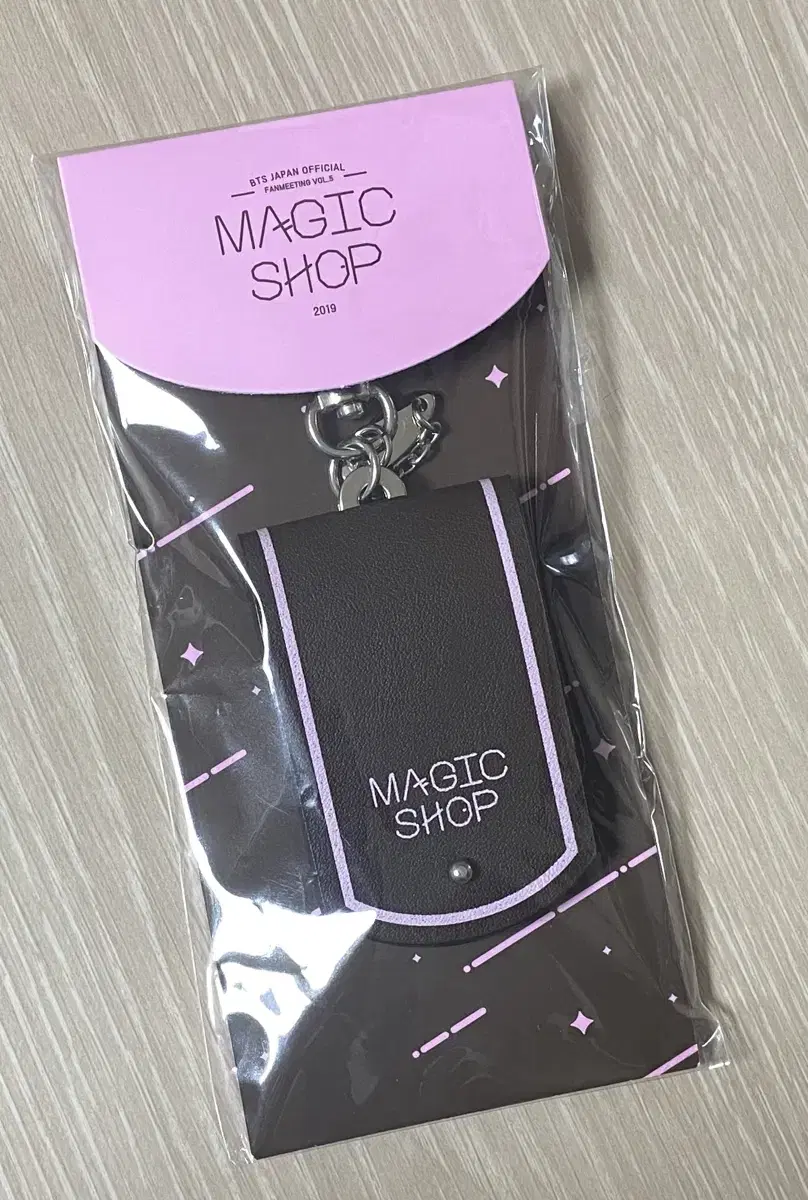 BTS JAPAN OFFICIAL
FANMEETING VOL.5
MAGIC
SHOP
2019
MAGIC
SHOP